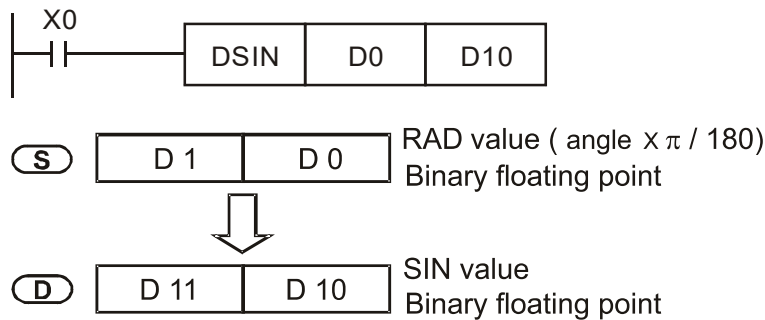 X0
DSIN D0 D10
S D 1 D 0 RAD value ( angle x π / 180)
Binary floating point
D D 11 D 10 SIN value
Binary floating point